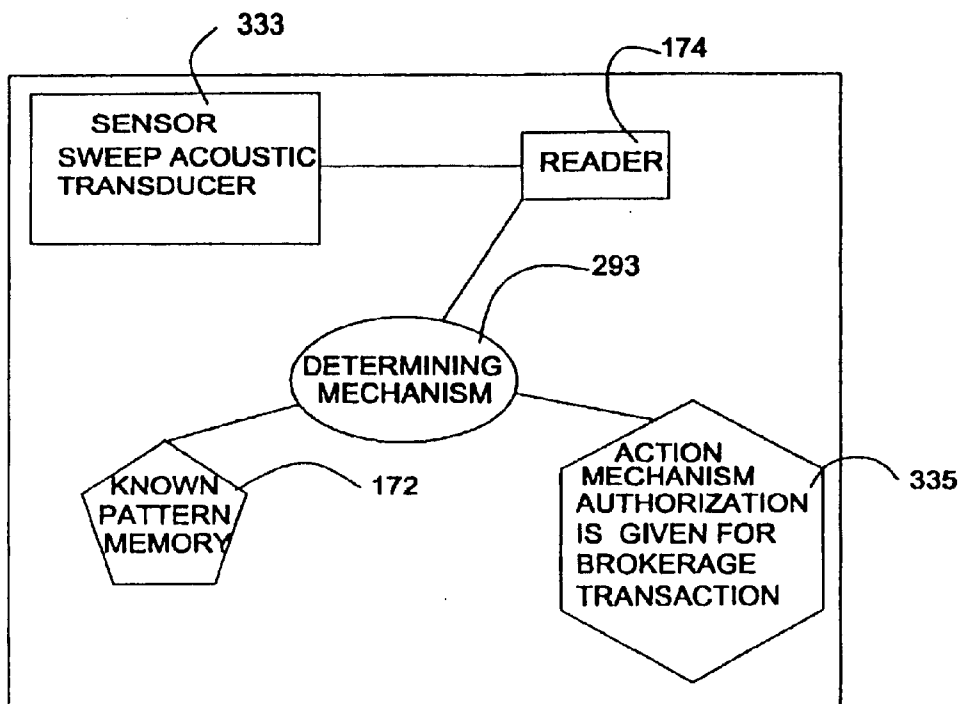 333
174
SENSOR
SWEEP ACOUSTIC
TRANSDUCER
READER
293
DETERMINING
MECHANISM
KNOWN
PATTERN
MEMORY
172
ACTION
MECHANISM
AUTHORIZATION
IS GIVEN FOR
BROKERAGE
TRANSACTION
335